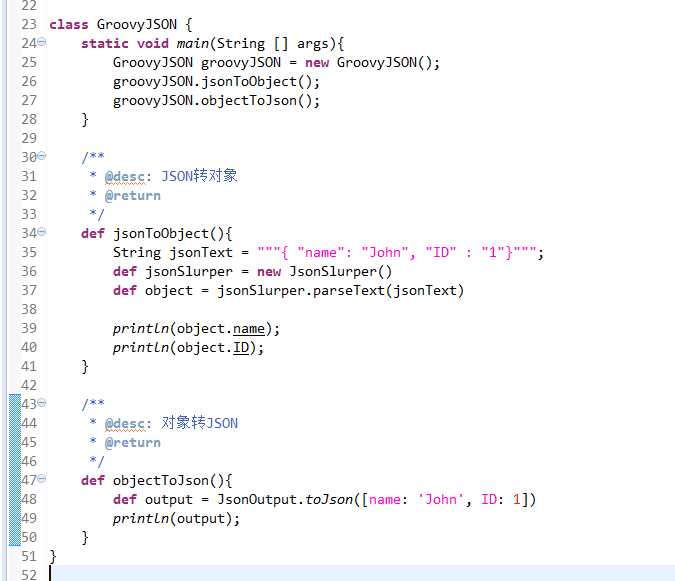 22
23 class GroovyJSON {
24     static void main(String [] args){
25         GroovyJSON groovyJSON = new GroovyJSON();
26         groovyJSON.jsonToObject();
27         groovyJSON.objectToJson();
28     }
29
30     /**
31      * @desc: JSON转对象
32      * @return
33      */
34     def jsonToObject(){
35         String jsonText = """{ "name": "John", "ID" : "1"}""";
36         def jsonSlurper = new JsonSlurper()
37         def object = jsonSlurper.parseText(jsonText)
38
39         println(object.name);
40         println(object.ID);
41     }
42
43     /**
44      * @desc: 对象转JSON
45      * @return
46      */
47     def objectToJson(){
48         def output = JsonOutput.toJson([name: 'John', ID: 1])
49         println(output);
50     }
51 }
52